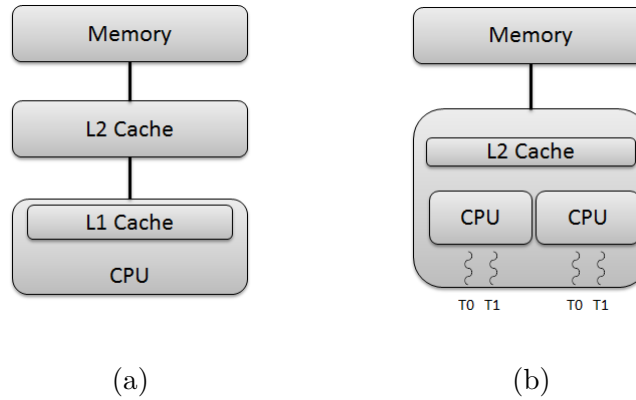 Memory
L2 Cache
L1 Cache
CPU
(a)
Memory
L2 Cache
CPU CPU
T0 T1 T0 T1
(b)